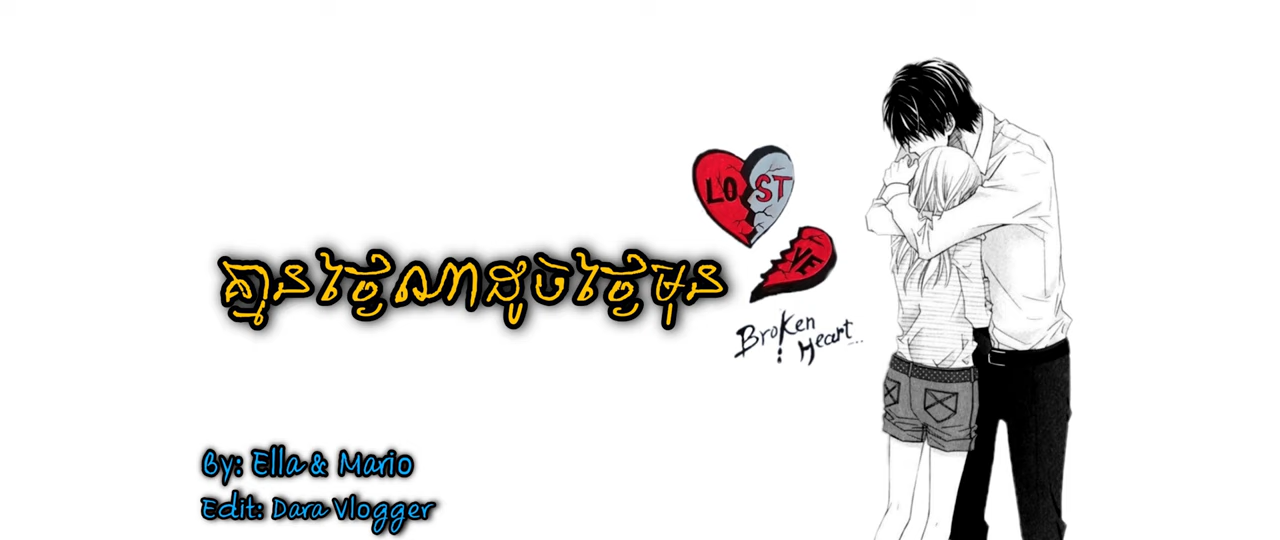 គ្មានថ្ងៃណាដូចថ្ងៃមុន
LOST
VE
Broken
Heart...
By: Ella & Mario
Edit: Dara Vlogger